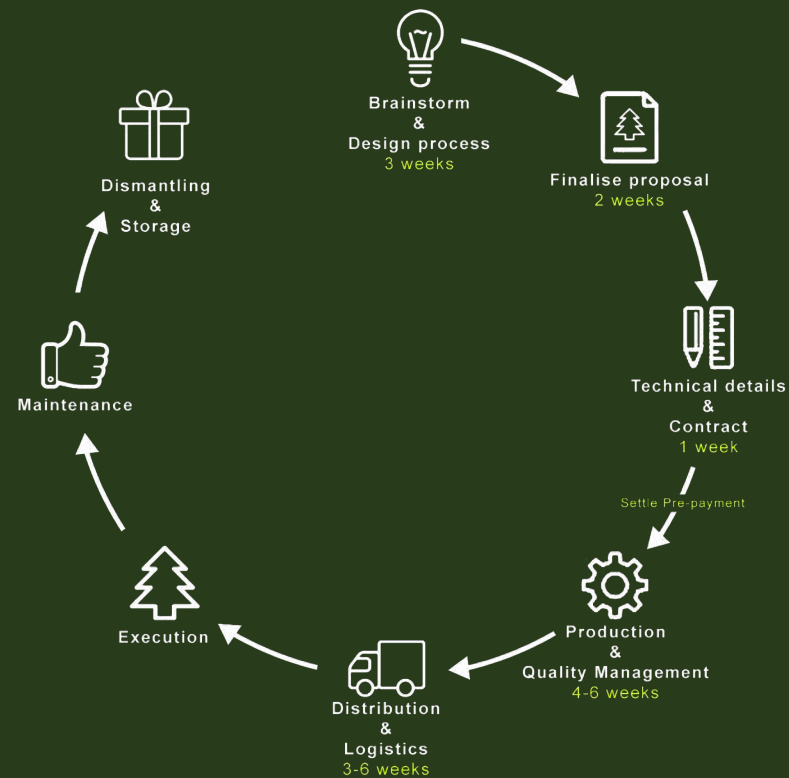 Brainstorm
&
Design process
3 weeks
Finalise proposal
2 weeks
Technical details
&
Contract
1 week
Settle Pre-payment
Production
&
Quality Management
4-6 weeks
Distribution
&
Logistics
3-6 weeks
Execution
Maintenance
Dismantling
&
Storage